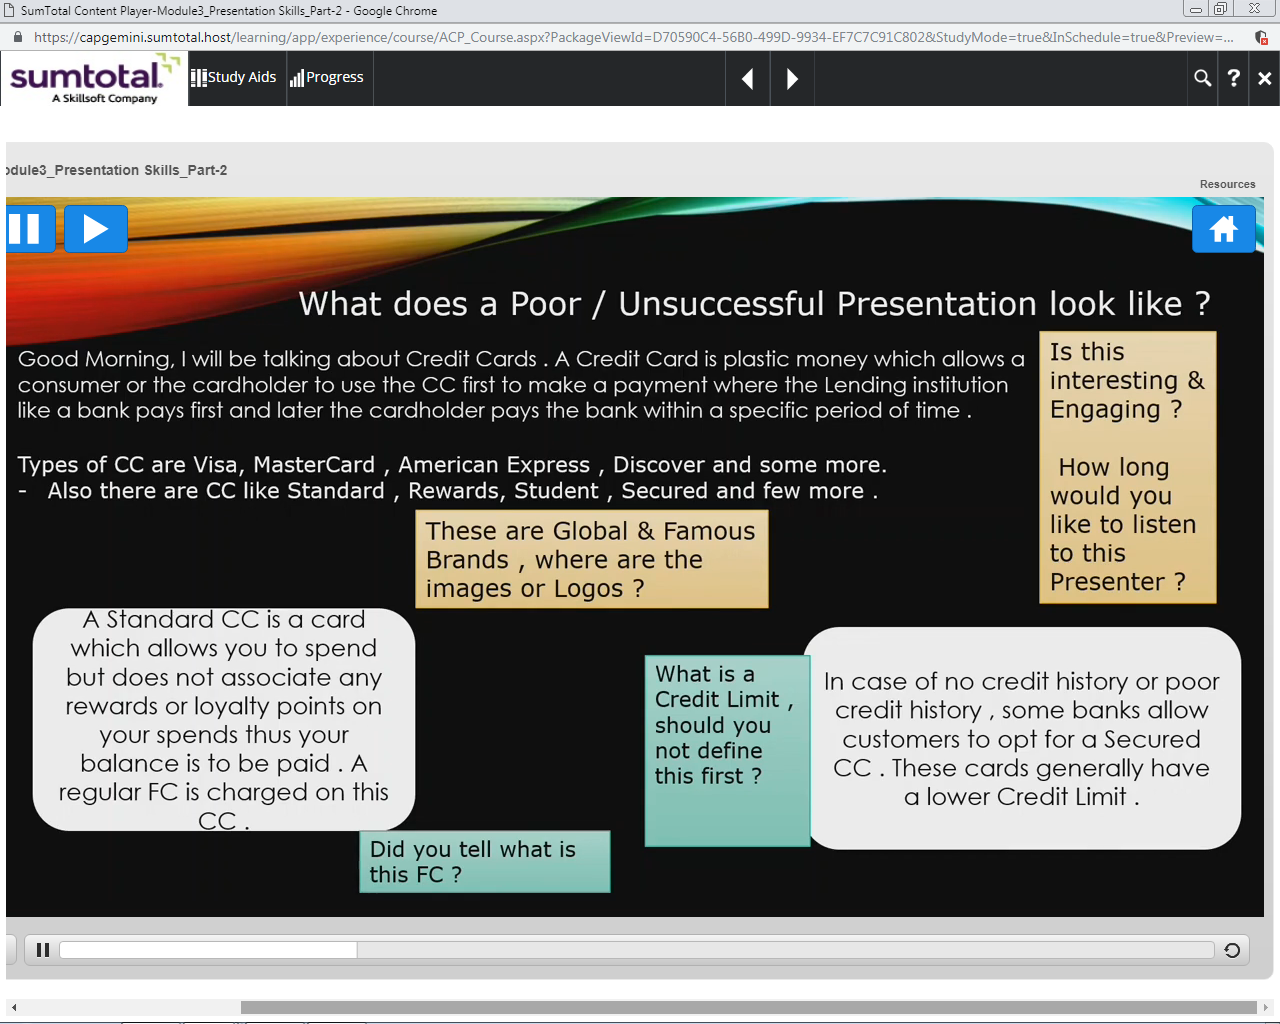 SumTotal Content Player-Module3_Presentation Skills_Part-2 - Google Chrome
https://capgemini.sumtotal.host/learning/app/experience/course/ACP_Course.aspx?PackageViewId=D70590C4-56B0-499D-9934-EF7C7C91C802&StudyMode=true&InSchedule=true&Preview=...
sumtotal.
A Skillsoft Company
Study Aids
Progress
?
odule3_Presentation Skills_Part-2
Resources
What does a Poor / Unsuccessful Presentation look like ?
Good Morning, I will be talking about Credit Cards . A Credit Card is plastic money which allows a
consumer or the cardholder to use the CC first to make a payment where the Lending institution
like a bank pays first and later the cardholder pays the bank within a specific period of time .
Is this
interesting &
Engaging ?
How long
would you
like to listen
to this
Presenter ?
Types of CC are Visa, MasterCard , American Express , Discover and some more.
- Also there are CC like Standard , Rewards, Student , Secured and few more .
These are Global & Famous
Brands , where are the
images or Logos ?
A Standard CC is a card
which allows you to spend
but does not associate any
rewards or loyalty points on
your spends thus your
balance is to be paid . A
regular FC is charged on this
CC .
Did you tell what is
this FC ?
What is a
Credit Limit ,
should you
not define
this first ?
In case of no credit history or poor
credit history , some banks allow
customers to opt for a Secured
CC . These cards generally have
a lower Credit Limit .